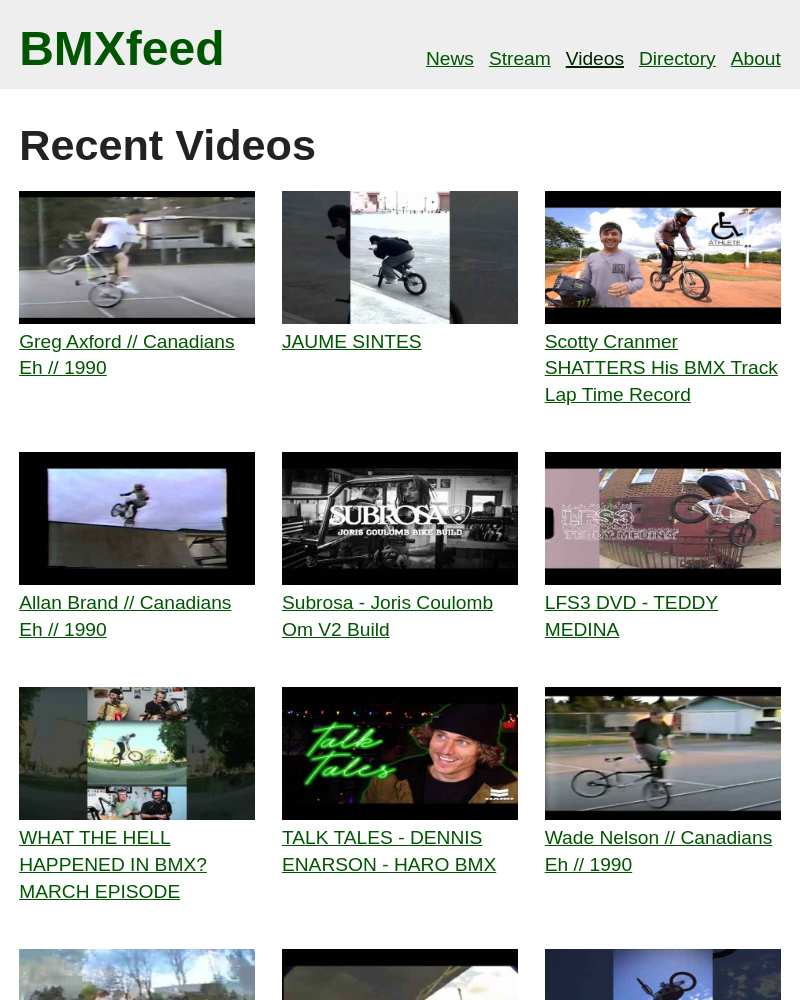 BMXfeed
News Stream Videos Directory About
Recent Videos
ATHLETE
Greg Axford // Canadians
Eh // 1990
JAUME SINTES
Scotty Cranmer
SHATTERS His BMX Track
Lap Time Record
SUBROSA
JORIS COULOMB BIKE BUILD
LFS3
TEDDY MEDINA
Allan Brand // Canadians
Eh // 1990
Subrosa - Joris Coulomb
Om V2 Build
LFS3 DVD - TEDDY
MEDINA
Talk
Tales
WHAT THE HELL
HAPPENED IN BMX?
MARCH EPISODE
TALK TALES - DENNIS
ENARSON - HARO BMX
Wade Nelson // Canadians
Eh // 1990